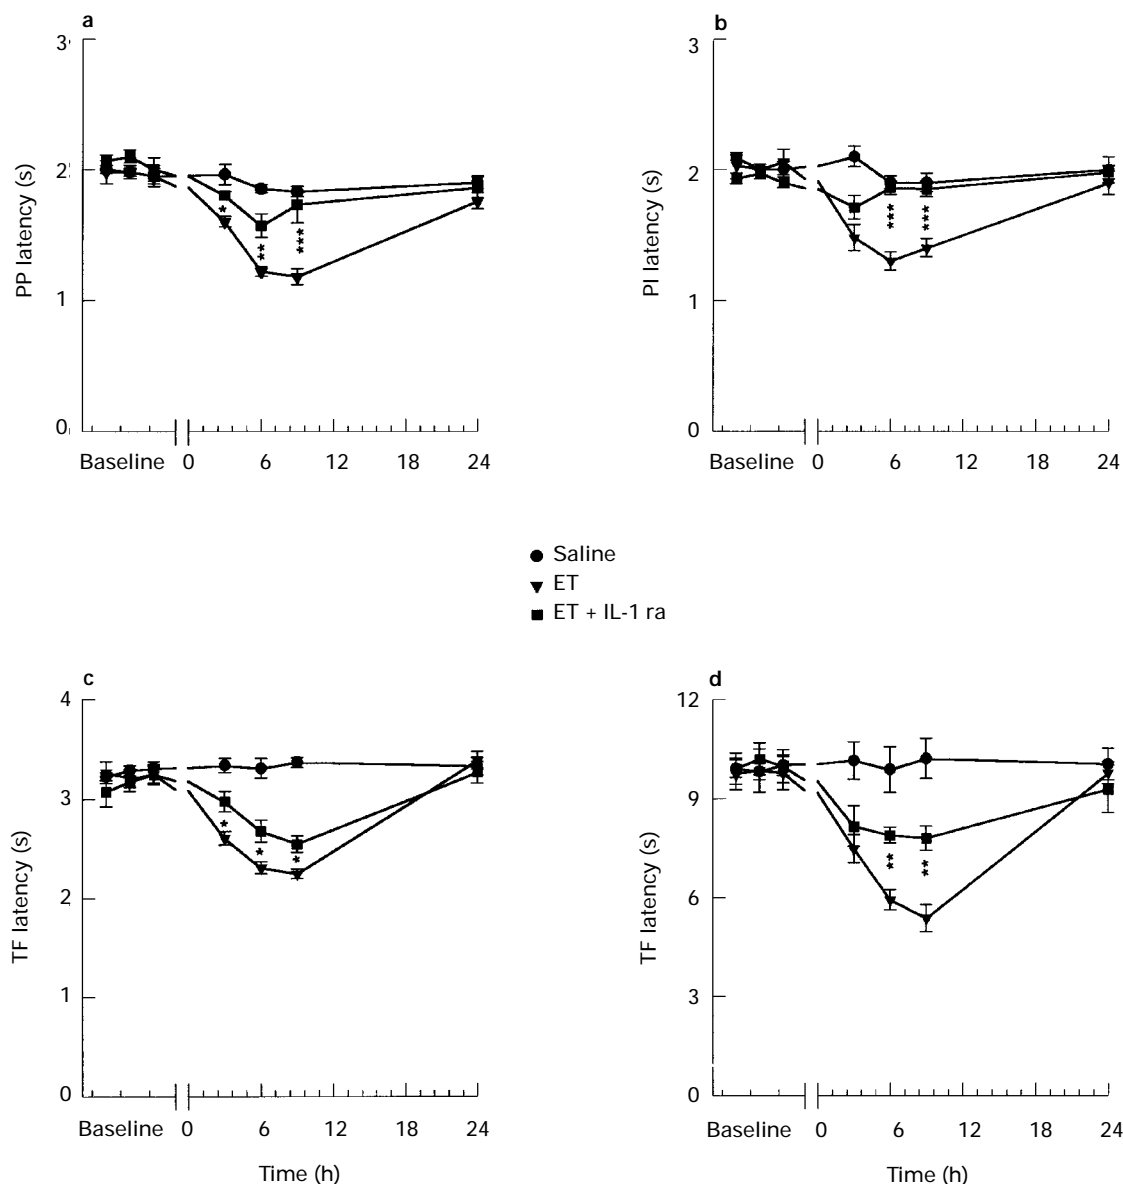 a
3
2
1
0
PP latency (s)
Baseline 0 6 12 18 24
b
3
2
1
0
PI latency (s)
Baseline 0 6 12 18 24
* ** ***
*** ***
Saline
ET
ET + IL-1 ra
c
4
3
2
1
0
TF latency (s)
Baseline 0 6 12 18 24
Time (h)
* * *
d
12
9
6
3
0
TF latency (s)
Baseline 0 6 12 18 24
Time (h)
** **